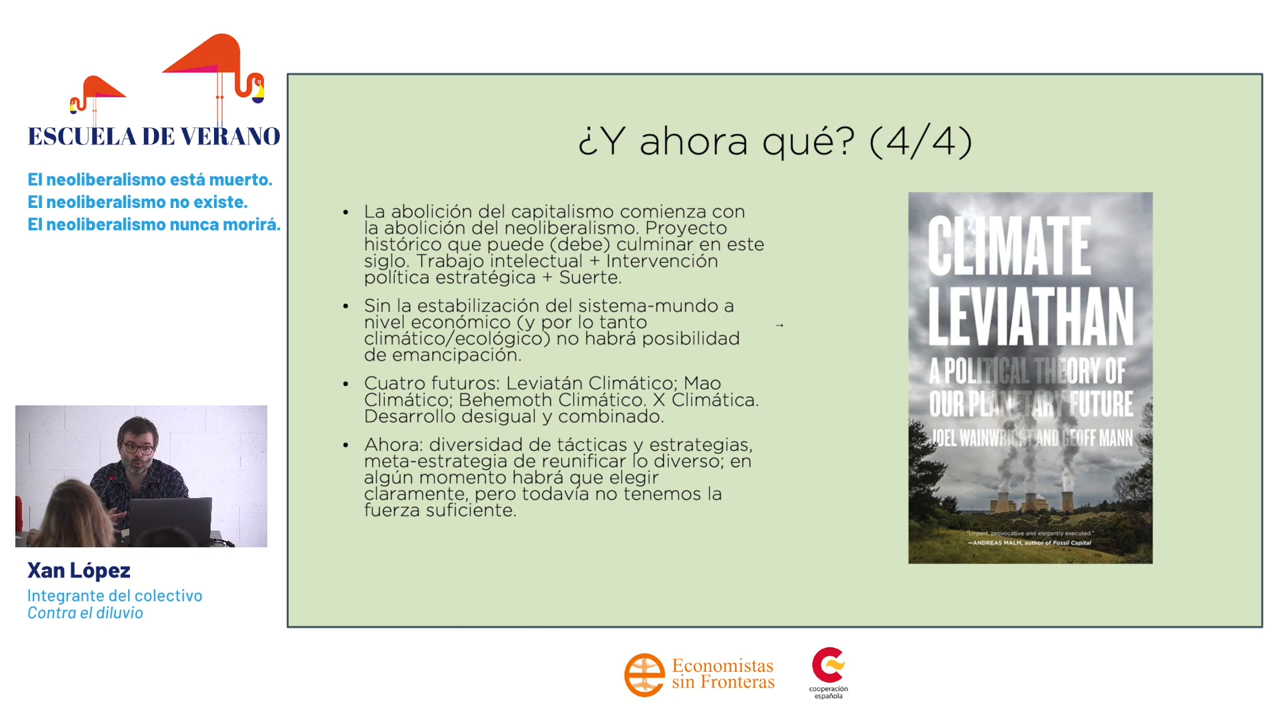 ESCUELA DE VERANO
El neoliberalismo está muerto.
El neoliberalismo no existe.
El neoliberalismo nunca morirá.
¿Y ahora qué? (4/4)
• La abolición del capitalismo comienza con
la abolición del neoliberalismo. Proyecto
histórico que puede (debe) culminar en este
siglo. Trabajo intelectual + Intervención
política estratégica + Suerte.
• Sin la estabilización del sistema-mundo a
nivel económico (y por lo tanto
climático/ecológico) no habrá posibilidad
de emancipación.
• Cuatro futuros: Leviatán Climático; Mao
Climático; Behemoth Climático. X Climática.
Desarrollo desigual y combinado.
• Ahora: diversidad de tácticas y estrategias,
meta-estrategia de reunificar lo diverso; en
algún momento habrá que elegir
claramente, pero todavía no tenemos la
fuerza suficiente.
→
CLIMATE
LEVIATHAN
A POLITICAL THEORY OF
OUR PLANETARY FUTURE
JOEL WAINWRIGHT AND GEOFF MANN
"Urgent, provocative and elegantly executed."
—ANDREAS MALM, author of Fossil Capital
Xan López
Integrante del colectivo
Contra el diluvio
Economistas
sin Fronteras
cooperación
española